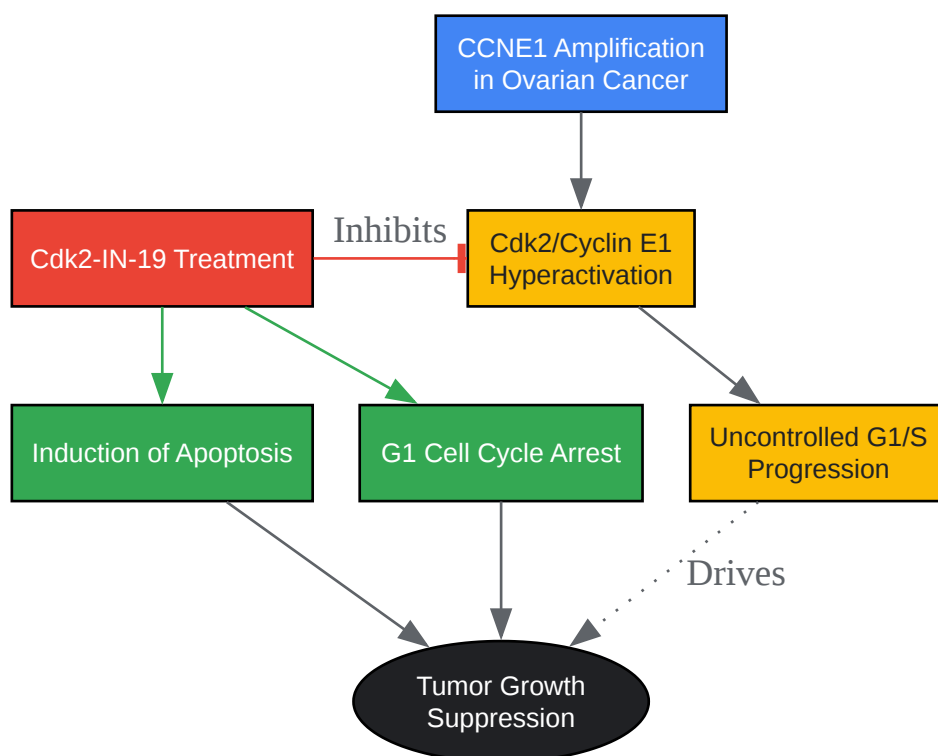 CCNE1 Amplification
in Ovarian Cancer
Cdk2-IN-19 Treatment
Inhibits
Cdk2/Cyclin E1
Hyperactivation
Induction of Apoptosis
G1 Cell Cycle Arrest
Uncontrolled G1/S
Progression
Drives
Tumor Growth
Suppression